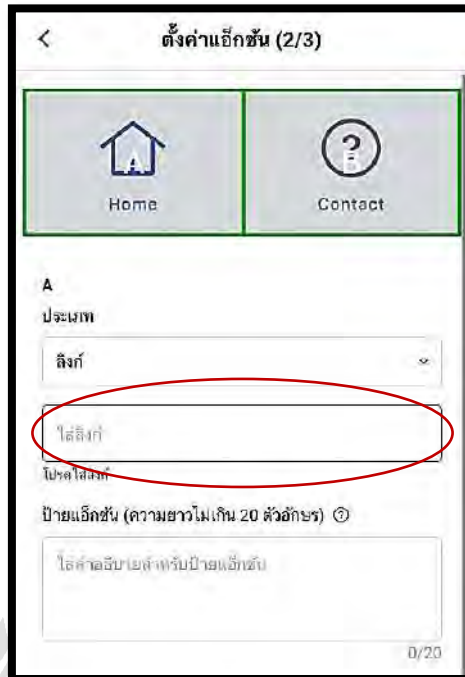 ตั้งค่าแอ็กชัน (2/3)
A
Home
Contact
A
ประเภท
ลิงก์
ใส่ลิงก์
โปรดใส่ลิงก์
ป้ายแอ็กชัน (ความยาวไม่เกิน 20 ตัวอักษร)
ใส่คำอธิบายสำหรับป้ายแอ็กชัน
0/20